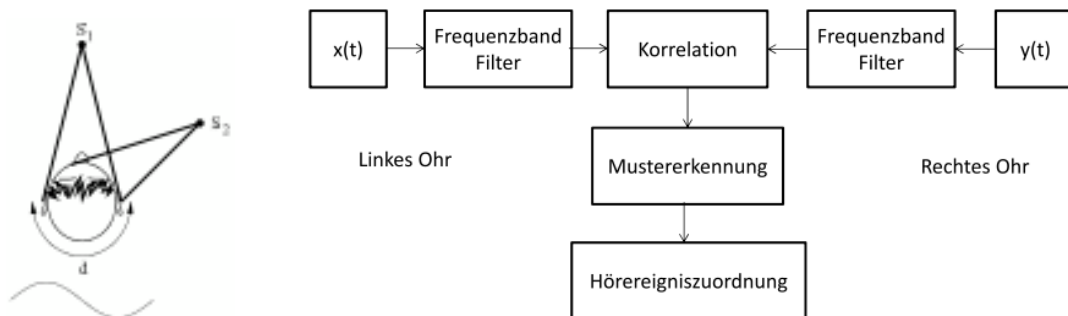 S1
S2
d
x(t)
Frequenzband
Filter
Korrelation
Frequenzband
Filter
y(t)
Linkes Ohr
Mustererkennung
Rechtes Ohr
Hörereigniszuordnung